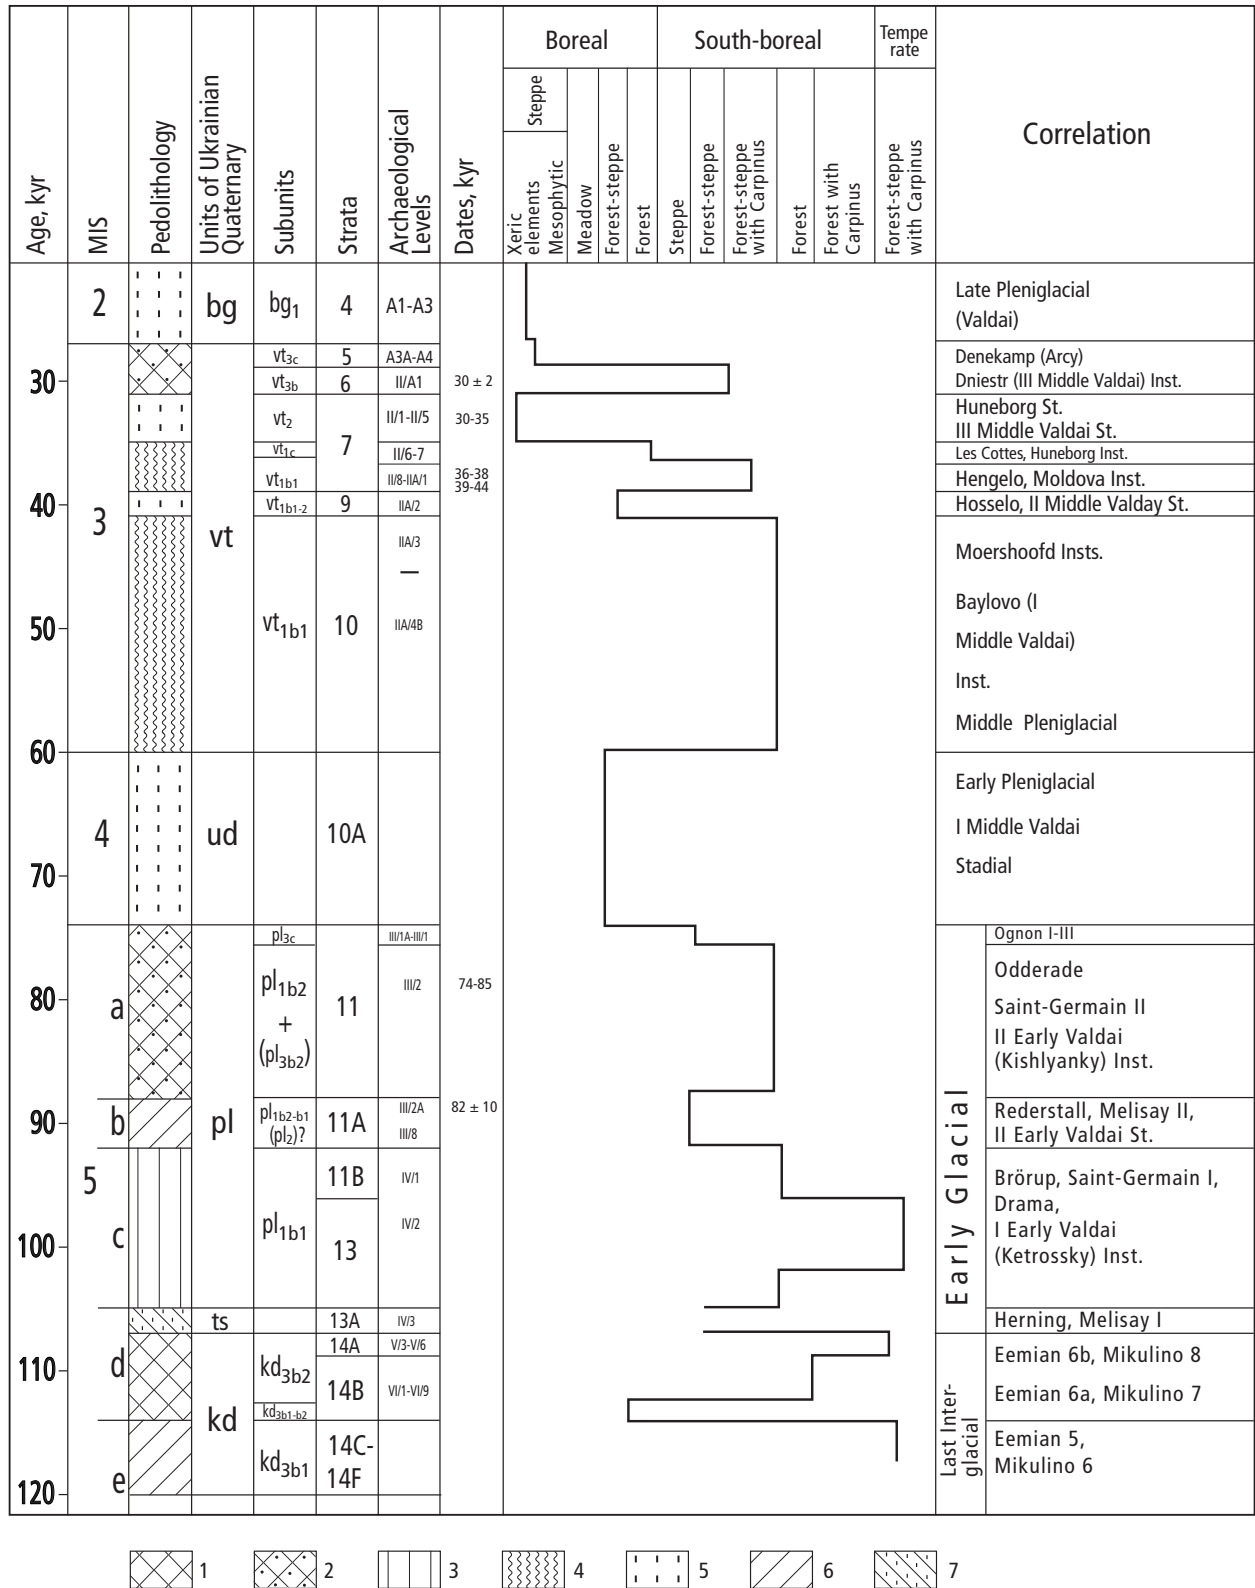 Age, kyr
MIS
Pedolithology
Units of Ukrainian
Quaternary
Subunits
Strata
Archaeological
Levels
Dates, kyr
Boreal
South-boreal
Tempe
rate
Steppe
Xeric
elements
Mesophytic
Meadow
Forest-steppe
Forest
Steppe
Forest-steppe
Forest-steppe
with Carpinus
Forest
Forest with
Carpinus
Forest-steppe
with Carpinus
Correlation
2
bg
bg1
4
A1-A3
Late Pleniglacial
(Valdai)
vt3c
5
A3A-A4
Denekamp (Arcy)
30
vt3b
6
II/A1
30 ± 2
Dniestr (III Middle Valdai) Inst.
vt2
7
II/1-II/5
30-35
Huneborg St.
III Middle Valdai St.
vt1c
II/6-7
Les Cottes, Huneborg Inst.
vt1b1
II/8-IIA/1
36-38
39-44
Hengelo, Moldova Inst.
40
vt1b1-2
9
IIA/2
Hosselo, II Middle Valday St.
3
vt
IIA/3
—
Moershoofd Insts.
Baylovo (I
50
vt1b1
10
IIA/4B
Middle Valdai)
Inst.
Middle Pleniglacial
60
4
ud
10A
Early Pleniglacial
I Middle Valdai
Stadial
70
pl3c
III/1A-III/1
Ognon I-III
80
a
pl1b2
+
(pl3b2)
11
III/2
74-85
Odderade
Saint-Germain II
II Early Valdai
(Kishlyanky) Inst.
90
b
pl
pl1b2-b1
(pl2)?
11A
III/2A
III/8
82 ± 10
Rederstall, Melisay II,
II Early Valdai St.
5
c
pl1b1
11B
IV/1
13
IV/2
Brörup, Saint-Germain I,
Drama,
I Early Valdai
(Ketrossky) Inst.
100
Early Glacial
ts
13A
IV/3
Herning, Melisay I
110
d
kd
kd3b2
14A
V/3-V/6
14B
VI/1-VI/9
Eemian 6b, Mikulino 8
Eemian 6a, Mikulino 7
kd3b1-b2
120
e
kd3b1
14C-
14F
Eemian 5,
Mikulino 6
Last Inter-
glacial
1
2
3
4
5
6
7